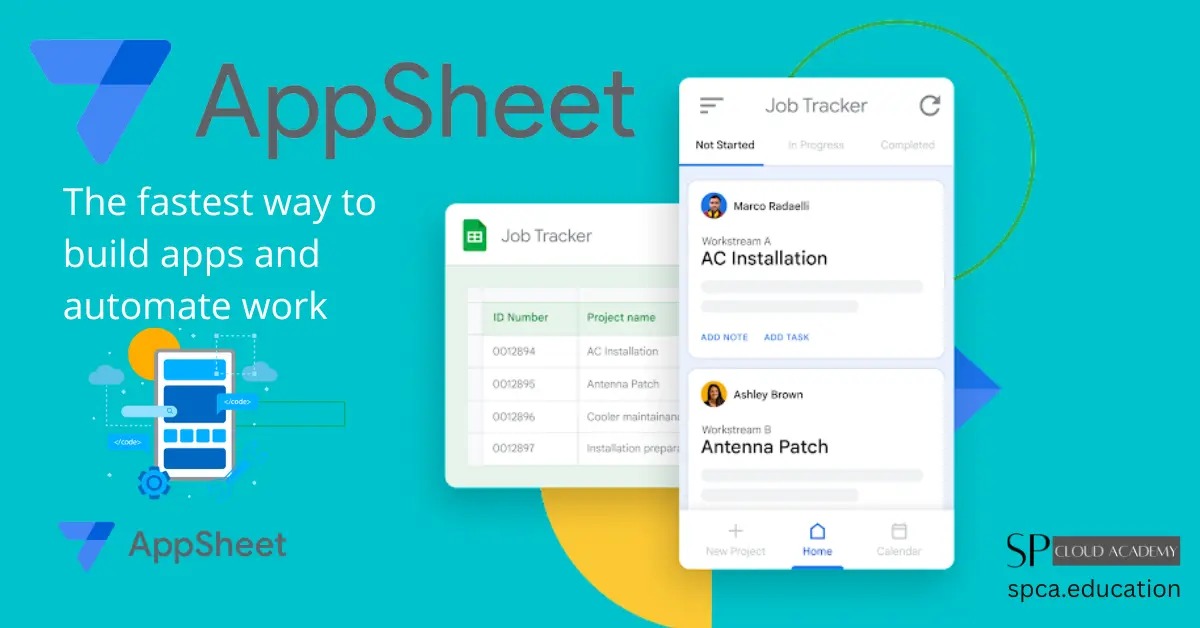 AppSheet
The fastest way to
build apps and
automate work
</code>
</code>
AppSheet
Job Tracker
ID Number Project name
0012894 AC Installation
0012895 Antenna Patch
0012896 Cooler maintainan
0012897 Installation prepara
Job Tracker
Not Started In Progress Completed
Marco Radaelli
Workstream A
AC Installation
ADD NOTE ADD TASK
Ashley Brown
Workstream B
Antenna Patch
New Project Home Calendar
SP CLOUD ACADEMY
spca.education